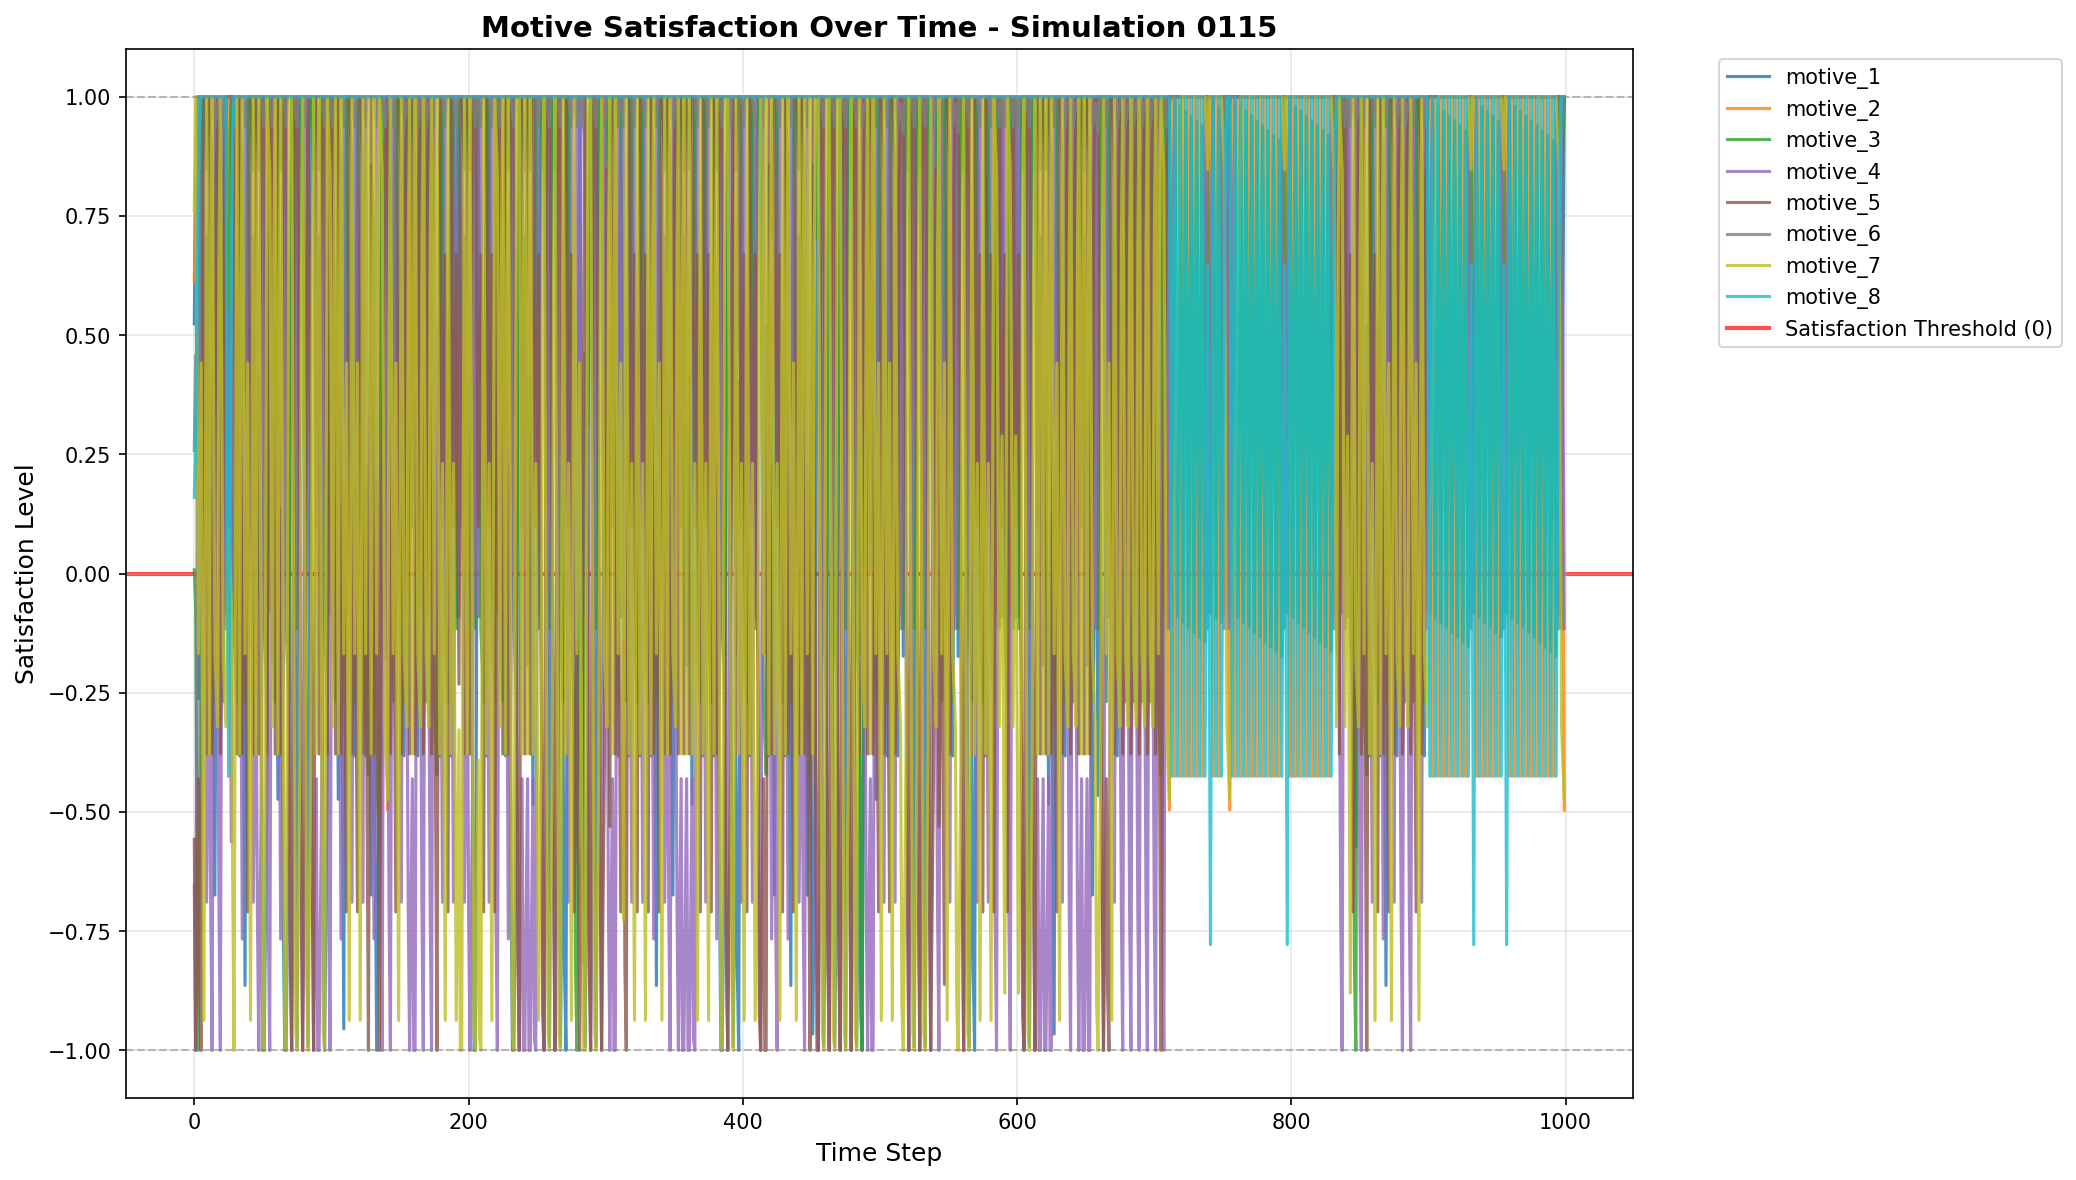 Motive Satisfaction Over Time - Simulation 0115
1.00
0.75
0.50
0.25
0.00
−0.25
−0.50
−0.75
−1.00
Satisfaction Level
0 200 400 600 800 1000
Time Step
motive_1
motive_2
motive_3
motive_4
motive_5
motive_6
motive_7
motive_8
Satisfaction Threshold (0)